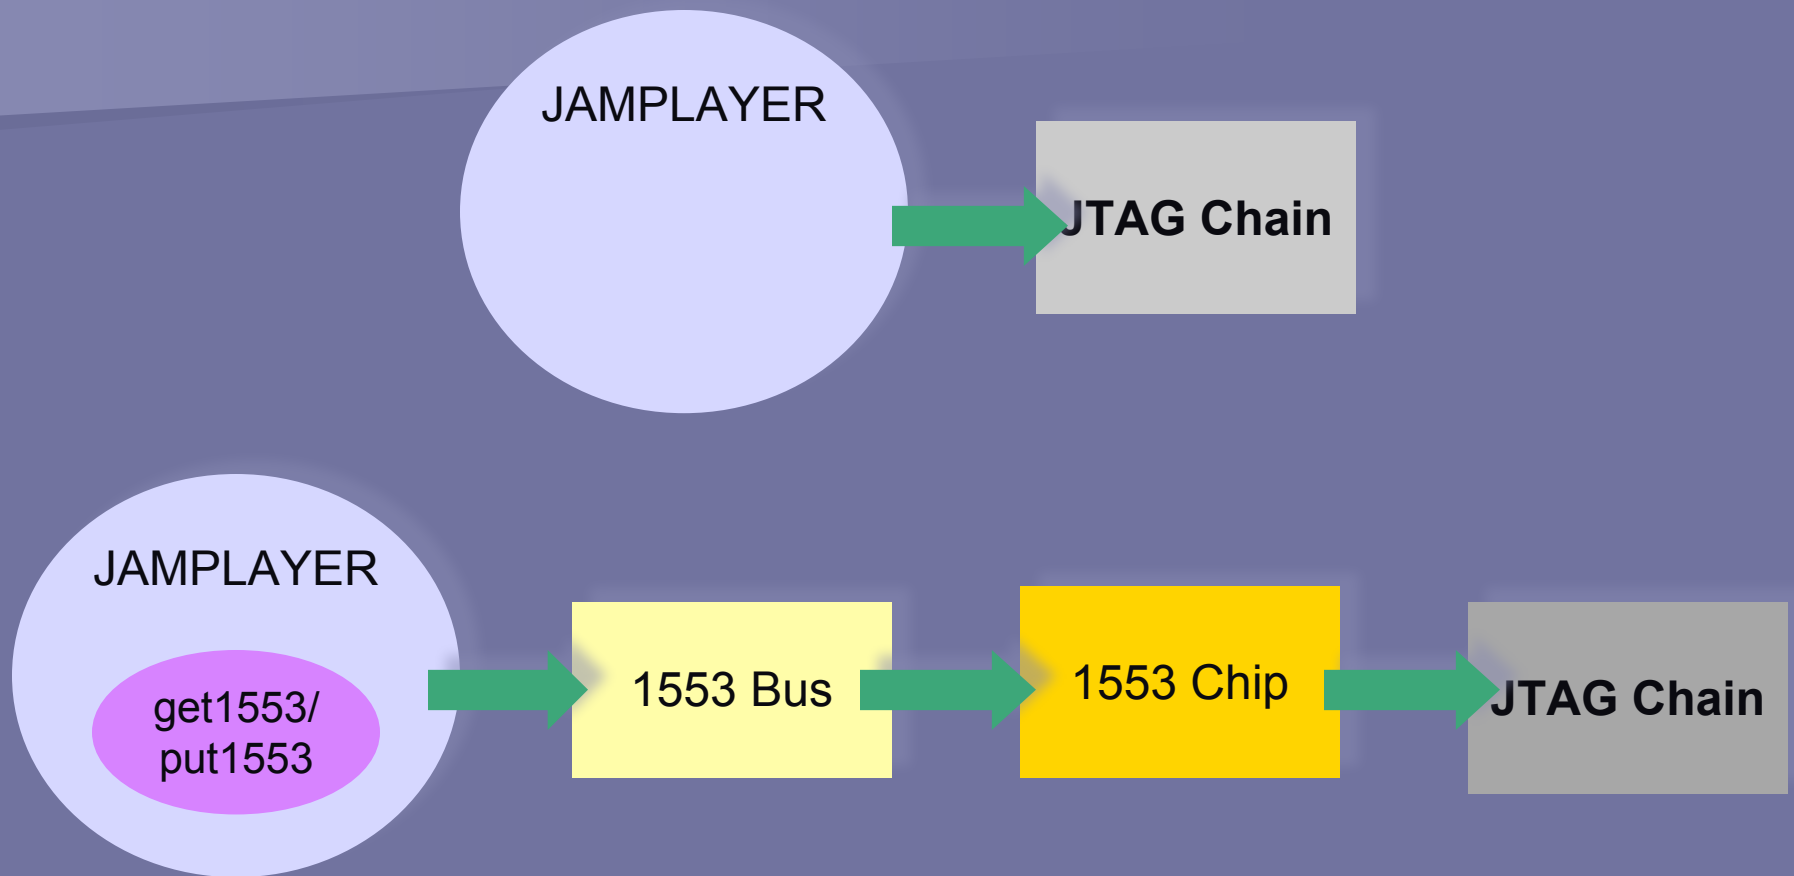 JAMPLAYER
JTAG Chain
JAMPLAYER
get1553/
put1553
1553 Bus
1553 Chip
JTAG Chain